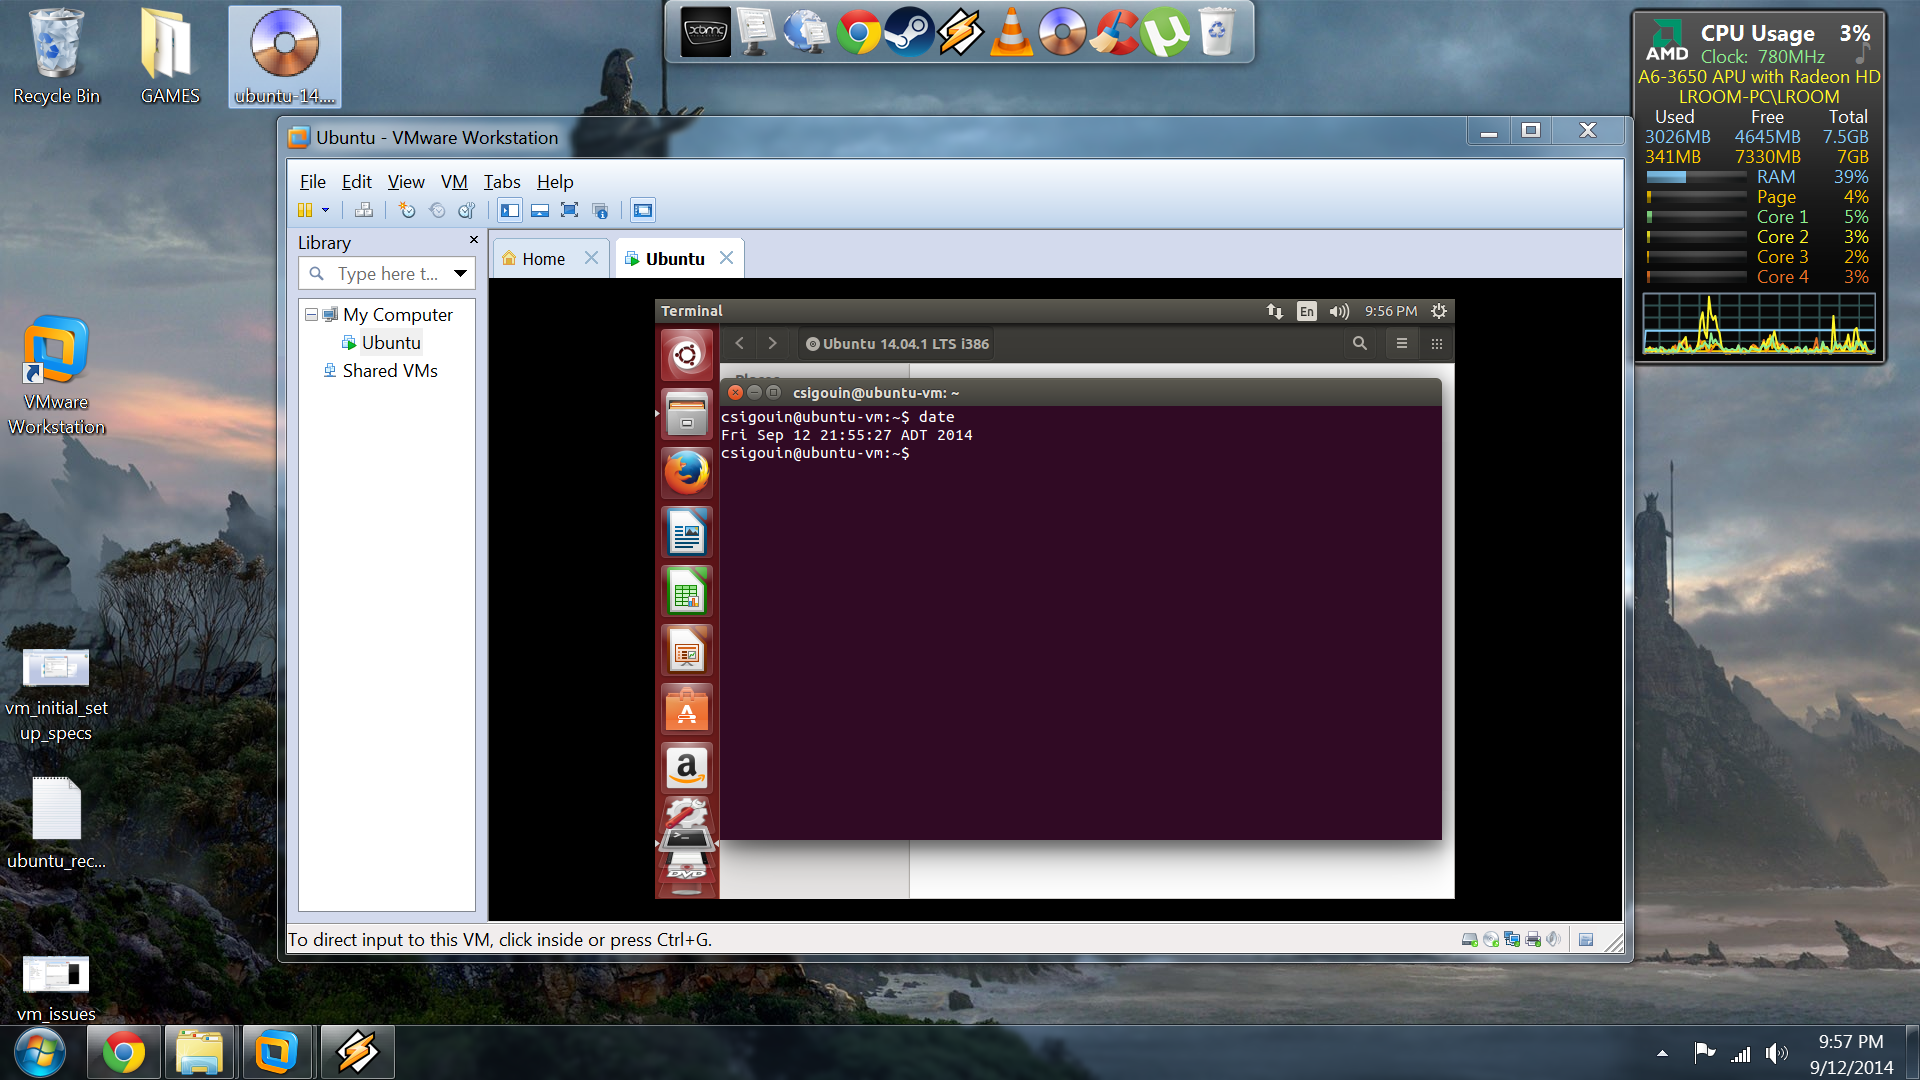 Recycle Bin
GAMES
ubuntu-14....
xbmc
AMD
CPU Usage 3%
Clock: 780MHz
A6-3650 APU with Radeon HD
LROOM-PC\LROOM
Used Free Total
3026MB 4645MB 7.5GB
341MB 7330MB 7GB
RAM 39%
Page 4%
Core 1 5%
Core 2 3%
Core 3 2%
Core 4 3%
Ubuntu - VMware Workstation
File Edit View VM Tabs Help
Library
Type here t...
My Computer
Ubuntu
Shared VMs
Home
Ubuntu
Terminal
En
9:56 PM
Ubuntu 14.04.1 LTS i386
csigouin@ubuntu-vm: ~
csigouin@ubuntu-vm:~$ date
Fri Sep 12 21:55:27 ADT 2014
csigouin@ubuntu-vm:~$
DVD
To direct input to this VM, click inside or press Ctrl+G.
VMware
Workstation
vm_initial_set
up_specs
ubuntu_rec...
vm_issues
9:57 PM
9/12/2014